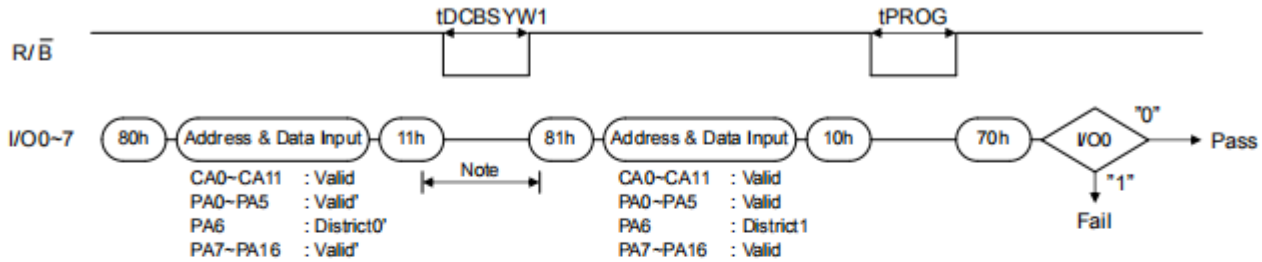 tDCBSYW1 tPROG
R/B̅
I/O0~7 80h Address & Data Input 11h 81h Address & Data Input 10h 70h I/O0 "0" Pass
Note
"1"
Fail
CA0~CA11 : Valid
PA0~PA5 : Valid'
PA6 : District0'
PA7~PA16 : Valid'
CA0~CA11 : Valid
PA0~PA5 : Valid
PA6 : District1
PA7~PA16 : Valid